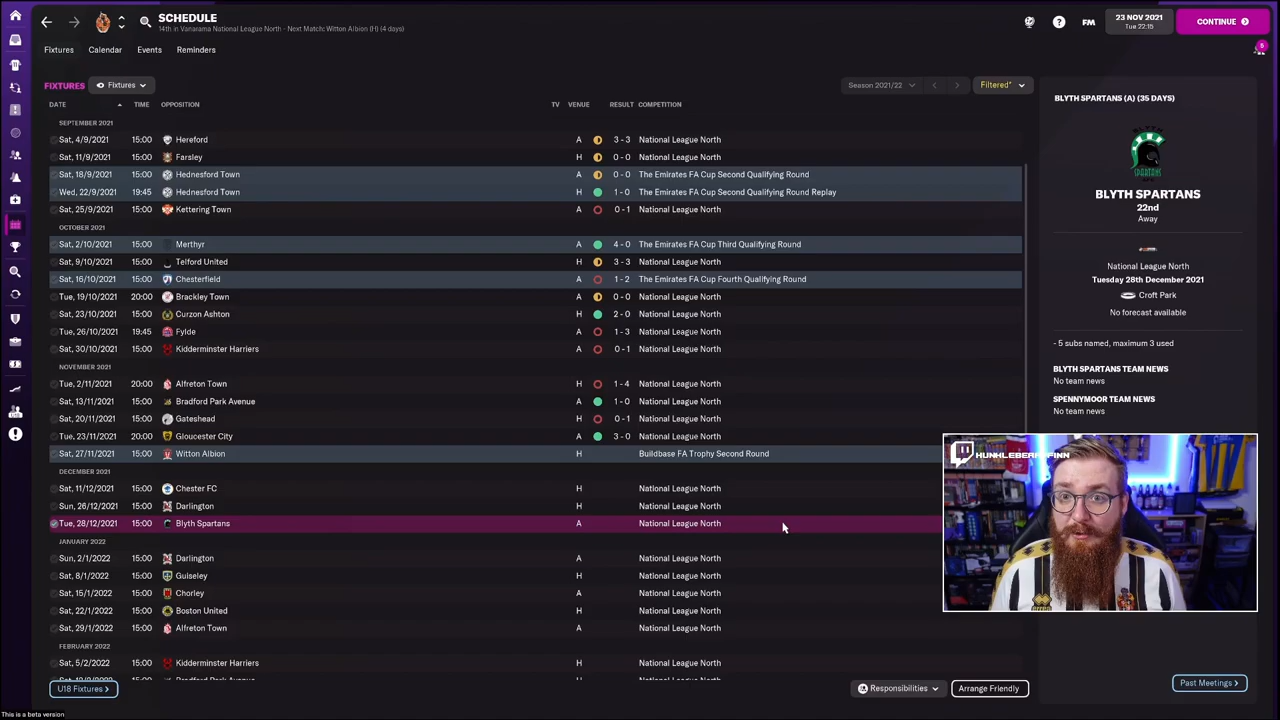 SCHEDULE
14th in Vanarama National League North - Next Match: Witton Albion (H) (4 days)
FM
23 NOV 2021
Tue 22:15
CONTINUE
5
Fixtures Calendar Events Reminders
FIXTURES Fixtures Season 2021/22 Filtered*
DATE TIME OPPOSITION TV VENUE RESULT COMPETITION
SEPTEMBER 2021
Sat, 4/9/2021 15:00 Hereford A 3 - 3 National League North
Sat, 11/9/2021 15:00 Farsley H 0 - 0 National League North
Sat, 18/9/2021 15:00 Hednesford Town A 0 - 0 The Emirates FA Cup Second Qualifying Round
Wed, 22/9/2021 19:45 Hednesford Town H 1 - 0 The Emirates FA Cup Second Qualifying Round Replay
Sat, 25/9/2021 15:00 Kettering Town A 0 - 1 National League North
OCTOBER 2021
Sat, 2/10/2021 15:00 Merthyr A 4 - 0 The Emirates FA Cup Third Qualifying Round
Sat, 9/10/2021 15:00 Telford United H 3 - 3 National League North
Sat, 16/10/2021 15:00 Chesterfield A 1 - 2 The Emirates FA Cup Fourth Qualifying Round
Tue, 19/10/2021 20:00 Brackley Town A 0 - 0 National League North
Sat, 23/10/2021 15:00 Curzon Ashton H 2 - 0 National League North
Tue, 26/10/2021 19:45 Fylde A 1 - 3 National League North
Sat, 30/10/2021 15:00 Kidderminster Harriers A 0 - 1 National League North
NOVEMBER 2021
Tue, 2/11/2021 20:00 Alfreton Town H 1 - 4 National League North
Sat, 13/11/2021 15:00 Bradford Park Avenue A 1 - 0 National League North
Sat, 20/11/2021 15:00 Gateshead H 0 - 1 National League North
Tue, 23/11/2021 20:00 Gloucester City A 3 - 0 National League North
Sat, 27/11/2021 15:00 Witton Albion H Buildbase FA Trophy Second Round
DECEMBER 2021
Sat, 11/12/2021 15:00 Chester FC H National League North
Sun, 26/12/2021 15:00 Darlington H National League North
Tue, 28/12/2021 15:00 Blyth Spartans A National League North
JANUARY 2022
Sun, 2/1/2022 15:00 Darlington A National League North
Sat, 8/1/2022 15:00 Guiseley H National League North
Sat, 15/1/2022 15:00 Chorley A National League North
Sat, 22/1/2022 15:00 Boston United H National League North
Sat, 29/1/2022 15:00 Alfreton Town A National League North
FEBRUARY 2022
Sat, 5/2/2022 15:00 Kidderminster Harriers H National League North
U18 Fixtures >
Responsibilities
Arrange Friendly
BLYTH SPARTANS (A) (35 DAYS)
SPARTANS
BLYTH SPARTANS
22nd
Away
National League North
Tuesday 28th December 2021
Croft Park
No forecast available
- 5 subs named, maximum 3 used
BLYTH SPARTANS TEAM NEWS
No team news
SPENNYMOOR TEAM NEWS
No team news
Past Meetings >
This is a beta version